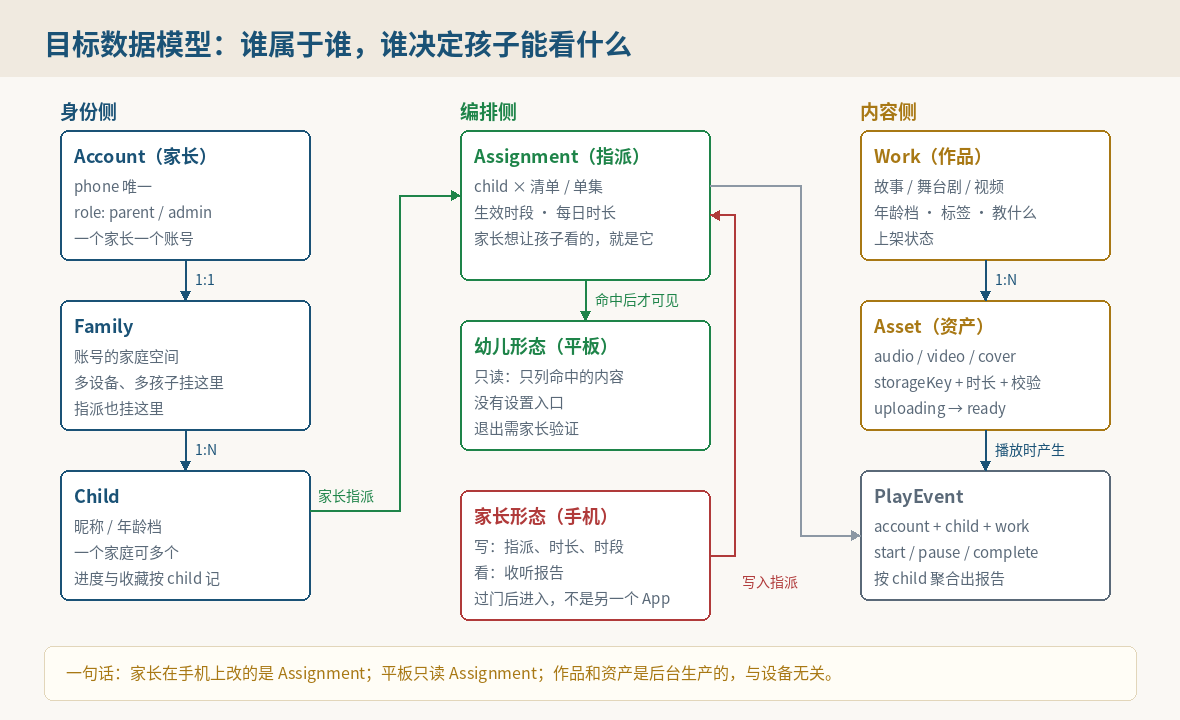 目标数据模型：谁属于谁，谁决定孩子能看什么
身份侧
Account（家长）
phone 唯一
role: parent / admin
一个家长一个账号
1:1
Family
账号的家庭空间
多设备、多孩子挂这里
指派也挂这里
1:N
Child
昵称 / 年龄档
一个家庭可多个
进度与收藏按 child 记
家长指派
编排侧
Assignment（指派）
child × 清单 / 单集
生效时段 · 每日时长
家长想让孩子看的，就是它
命中后才可见
幼儿形态（平板）
只读：只列命中的内容
没有设置入口
退出需家长验证
家长形态（手机）
写：指派、时长、时段
看：收听报告
过门后进入，不是另一个 App
写入指派
内容侧
Work（作品）
故事 / 舞台剧 / 视频
年龄档 · 标签 · 教什么
上架状态
1:N
Asset（资产）
audio / video / cover
storageKey + 时长 + 校验
uploading → ready
播放时产生
PlayEvent
account + child + work
start / pause / complete
按 child 聚合出报告
一句话：家长在手机上改的是 Assignment；平板只读 Assignment；作品和资产是后台生产的，与设备无关。